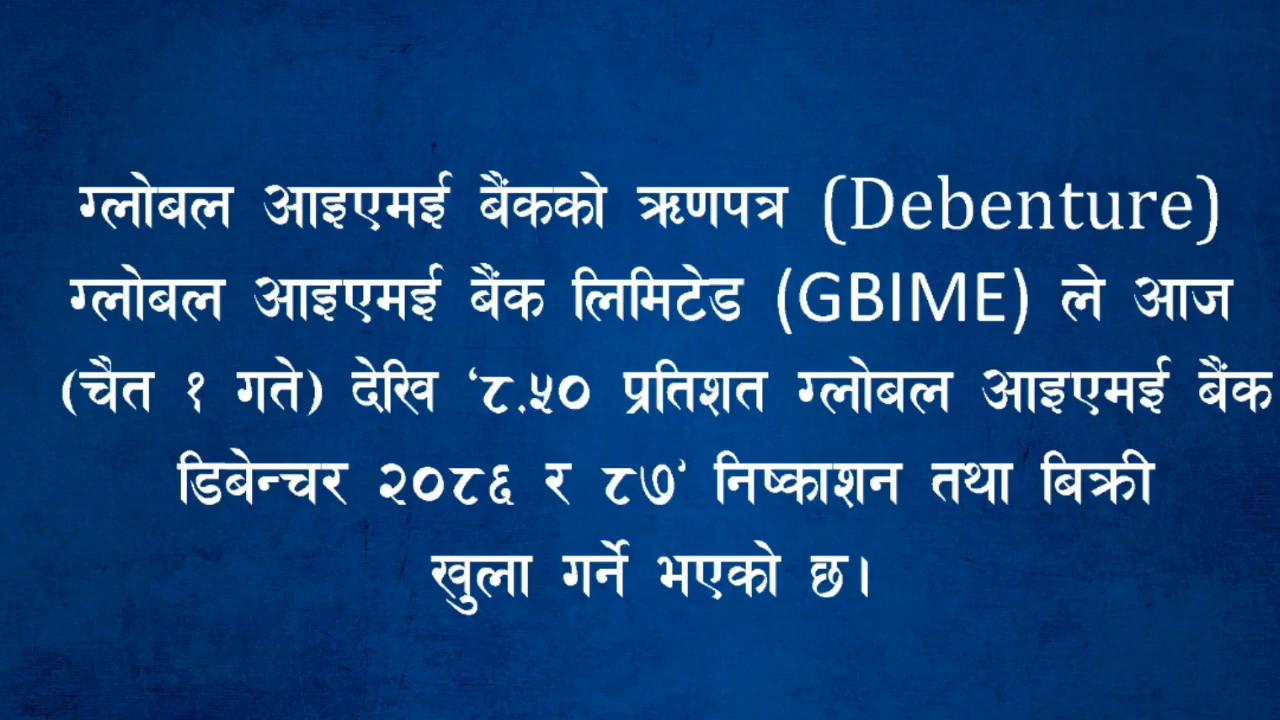 ग्लोबल आइएमई बैंकको ऋणपत्र (Debenture)
ग्लोबल आइएमई बैंक लिमिटेड (GBIME) ले आज
(चैत १ गते) देखि ‘८.५० प्रतिशत ग्लोबल आइएमई बैंक
डिबेन्चर २०८६ र ८७’ निष्काशन तथा बिक्री
खुला गर्ने भएको छ।